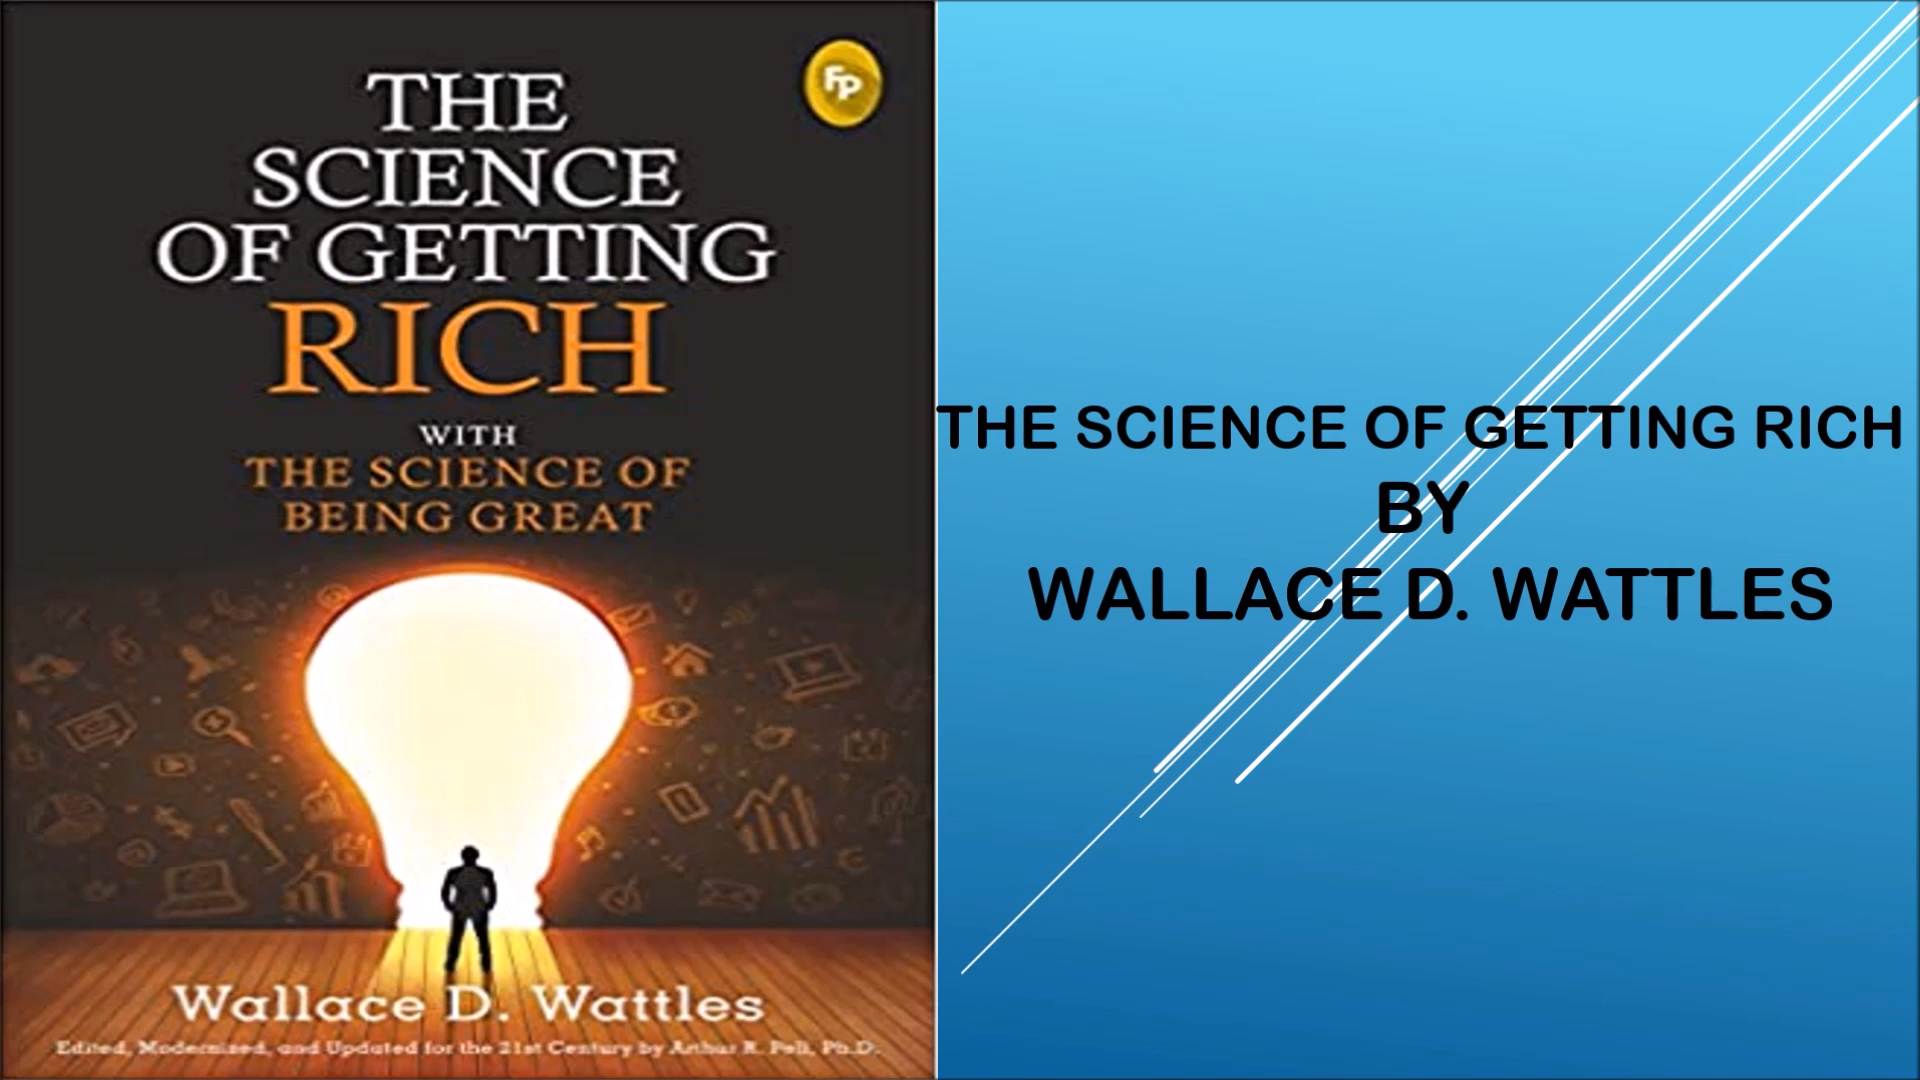 THE
SCIENCE
OF GETTING
RICH
WITH
THE SCIENCE OF
BEING GREAT
FP
Wallace D. Wattles
Edited, Modernized, and Updated for the 21st Century by Arthur R. Pell, Ph.D.
THE SCIENCE OF GETTING RICH
BY
WALLACE D. WATTLES